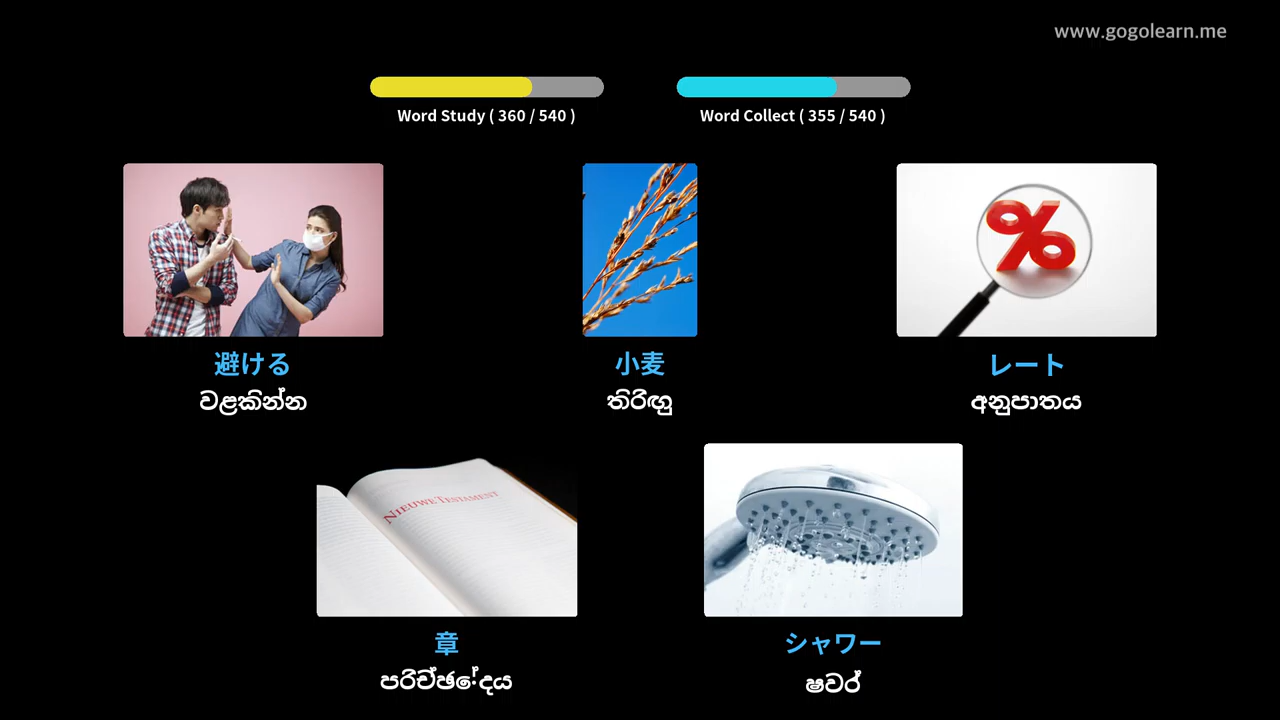 www.gogolearn.me
Word Study ( 360 / 540 )
Word Collect ( 355 / 540 )
避ける
වළකින්න
小麦
තිරිඟු
レート
අනුපාතය
NIEUWE TESTAMENT
章
පරිච්ඡේදය
シャワー
ෂවර්